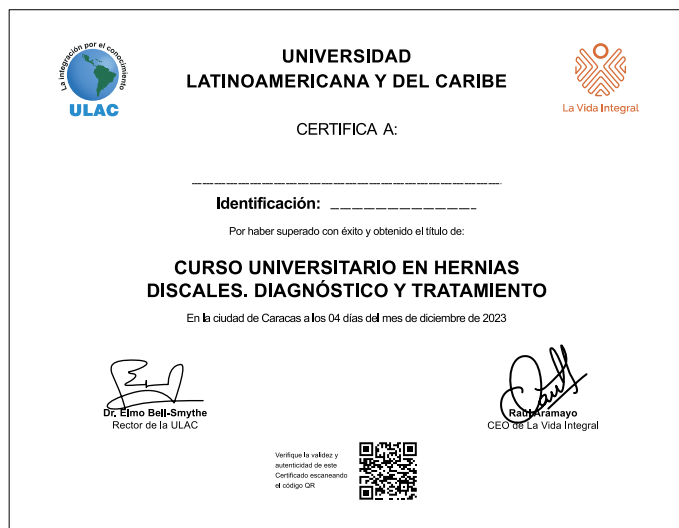 La integración por el conocimiento
ULAC
UNIVERSIDAD
LATINOAMERICANA Y DEL CARIBE
La Vida Integral
CERTIFICA A:
Identificación:
Por haber superado con éxito y obtenido el título de:
CURSO UNIVERSITARIO EN HERNIAS
DISCALES. DIAGNÓSTICO Y TRATAMIENTO
En la ciudad de Caracas a los 04 días del mes de diciembre de 2023
Dr. Elmo Bell-Smythe
Rector de la ULAC
Raúl Aramayo
CEO de La Vida Integral
Verifique la validez y
autenticidad de este
Certificado escaneando
el código QR